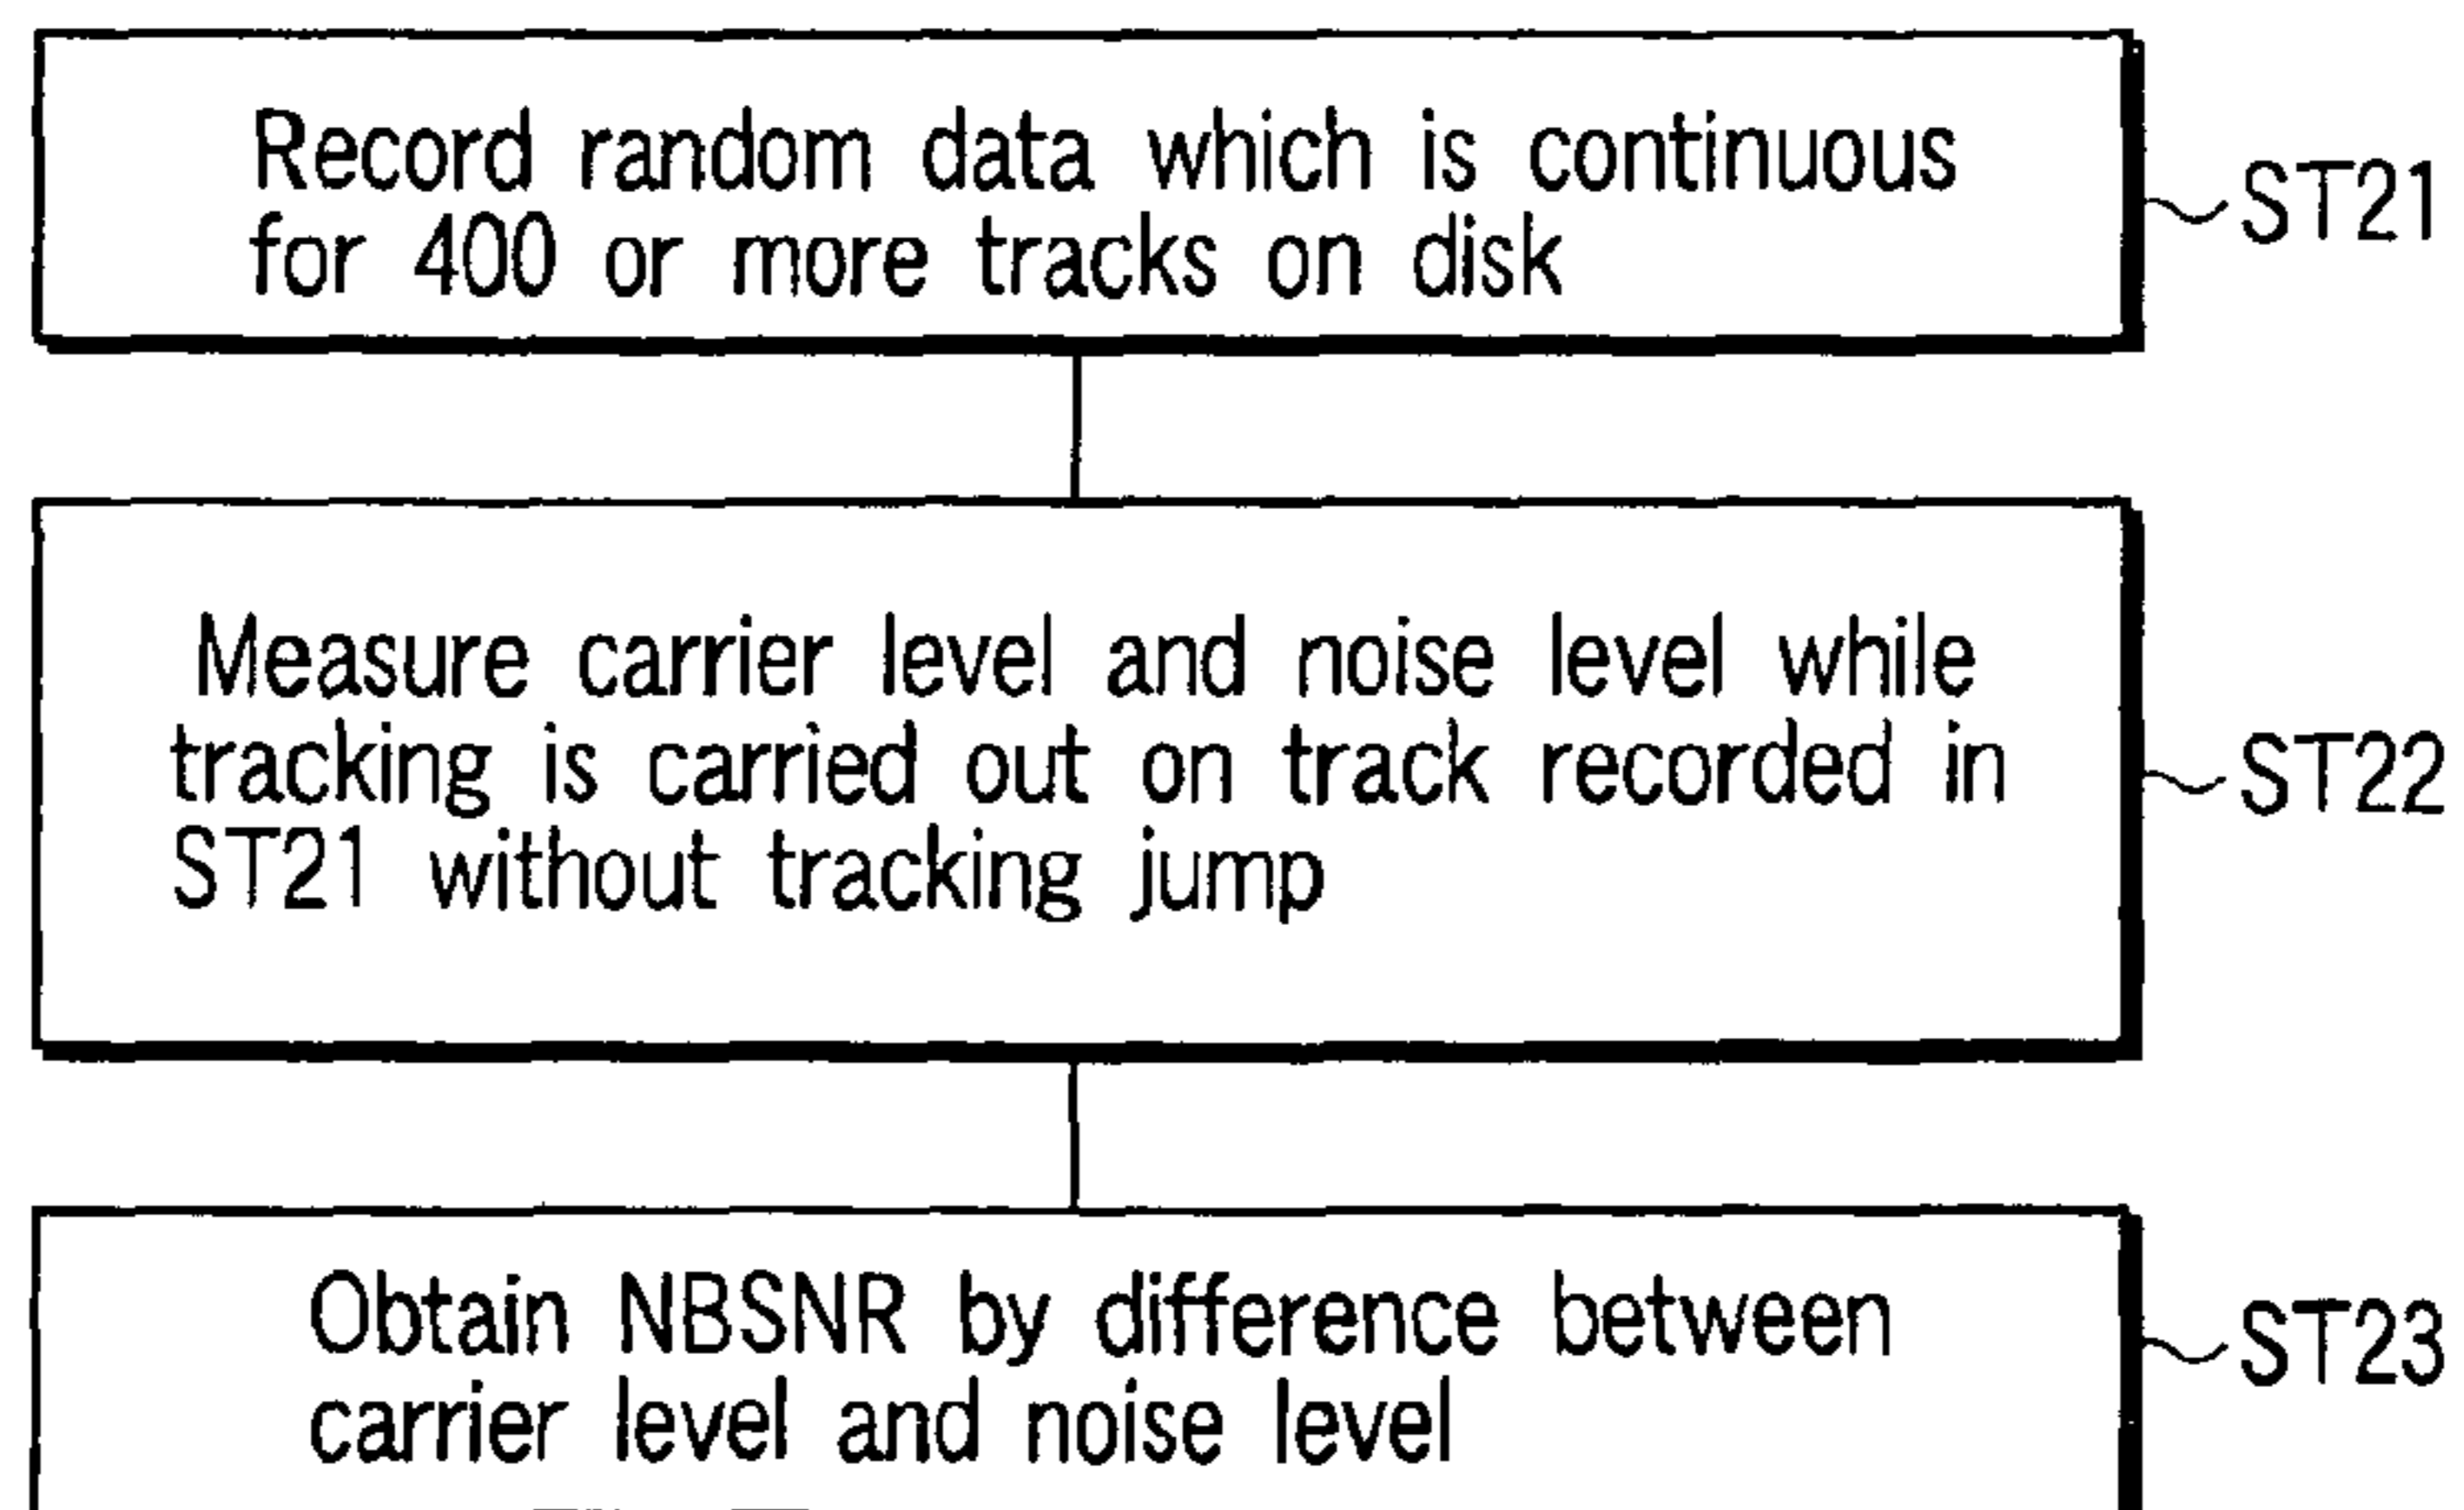 Record random data which is continuous
for 400 or more tracks on disk
ST21
Measure carrier level and noise level while
tracking is carried out on track recorded in
ST21 without tracking jump
ST22
Obtain NBSNR by difference between
carrier level and noise level
ST23